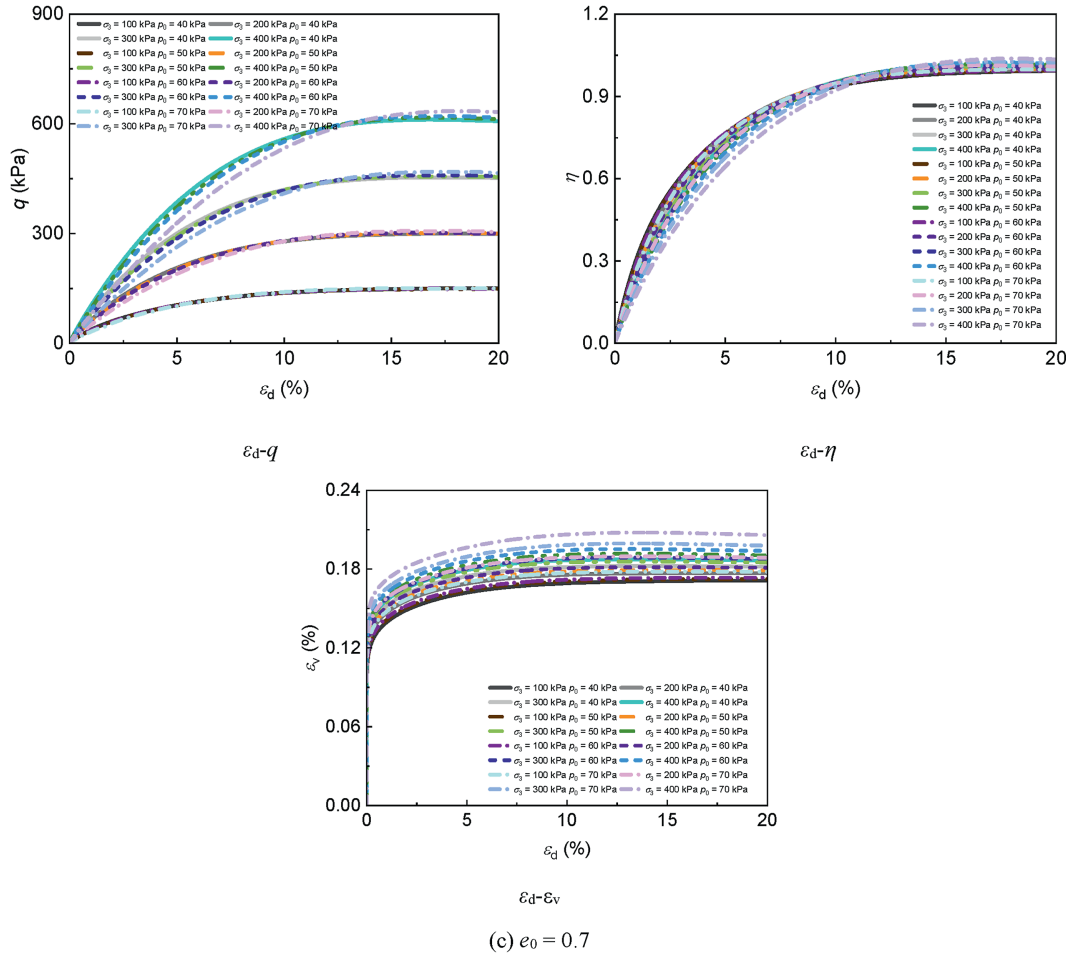 900
600
300
0
q (kPa)
σ₃ = 100 kPa p₀ = 40 kPa σ₃ = 200 kPa p₀ = 40 kPa
σ₃ = 300 kPa p₀ = 40 kPa σ₃ = 400 kPa p₀ = 40 kPa
σ₃ = 100 kPa p₀ = 50 kPa σ₃ = 200 kPa p₀ = 50 kPa
σ₃ = 300 kPa p₀ = 50 kPa σ₃ = 400 kPa p₀ = 50 kPa
σ₃ = 100 kPa p₀ = 60 kPa σ₃ = 200 kPa p₀ = 60 kPa
σ₃ = 300 kPa p₀ = 60 kPa σ₃ = 400 kPa p₀ = 60 kPa
σ₃ = 100 kPa p₀ = 70 kPa σ₃ = 200 kPa p₀ = 70 kPa
σ₃ = 300 kPa p₀ = 70 kPa σ₃ = 400 kPa p₀ = 70 kPa
0 5 10 15 20
ε_d (%)
ε_d-q
1.2
0.9
0.6
0.3
0.0
η
σ₃ = 100 kPa p₀ = 40 kPa
σ₃ = 200 kPa p₀ = 40 kPa
σ₃ = 300 kPa p₀ = 40 kPa
σ₃ = 400 kPa p₀ = 40 kPa
σ₃ = 100 kPa p₀ = 50 kPa
σ₃ = 200 kPa p₀ = 50 kPa
σ₃ = 300 kPa p₀ = 50 kPa
σ₃ = 400 kPa p₀ = 50 kPa
σ₃ = 100 kPa p₀ = 60 kPa
σ₃ = 200 kPa p₀ = 60 kPa
σ₃ = 300 kPa p₀ = 60 kPa
σ₃ = 400 kPa p₀ = 60 kPa
σ₃ = 100 kPa p₀ = 70 kPa
σ₃ = 200 kPa p₀ = 70 kPa
σ₃ = 300 kPa p₀ = 70 kPa
σ₃ = 400 kPa p₀ = 70 kPa
0 5 10 15 20
ε_d (%)
ε_d-η
0.24
0.18
0.12
0.06
0.00
ε_v (%)
σ₃ = 100 kPa p₀ = 40 kPa σ₃ = 200 kPa p₀ = 40 kPa
σ₃ = 300 kPa p₀ = 40 kPa σ₃ = 400 kPa p₀ = 40 kPa
σ₃ = 100 kPa p₀ = 50 kPa σ₃ = 200 kPa p₀ = 50 kPa
σ₃ = 300 kPa p₀ = 50 kPa σ₃ = 400 kPa p₀ = 50 kPa
σ₃ = 100 kPa p₀ = 60 kPa σ₃ = 200 kPa p₀ = 60 kPa
σ₃ = 300 kPa p₀ = 60 kPa σ₃ = 400 kPa p₀ = 60 kPa
σ₃ = 100 kPa p₀ = 70 kPa σ₃ = 200 kPa p₀ = 70 kPa
σ₃ = 300 kPa p₀ = 70 kPa σ₃ = 400 kPa p₀ = 70 kPa
0 5 10 15 20
ε_d (%)
ε_d-ε_v
(c) e₀ = 0.7